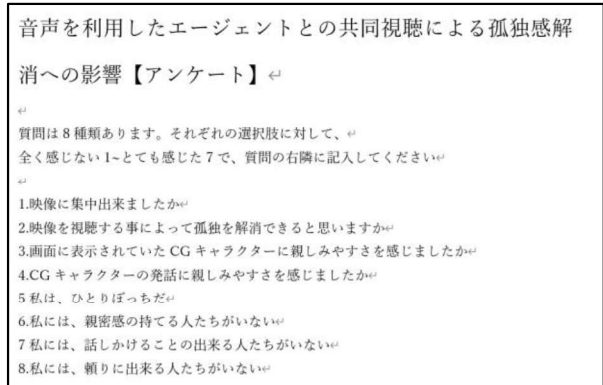 音声を利用したエージェントとの共同視聴による孤独感解
消への影響【アンケート】↵
↵
質問は 8 種類あります。それぞれの選択肢に対して、↵
全く感じない 1~とても感じた 7 で、質問の右隣に記入してください↵
↵
1.映像に集中出来ましたか↵
2.映像を視聴する事によって孤独を解消できると思いますか↵
3.画面に表示されていた CG キャラクターに親しみやすさを感じましたか↵
4.CG キャラクターの発話に親しみやすさを感じましたか↵
5 私は、ひとりぼっちだ↵
6.私には、親密感の持てる人たちがいない↵
7 私には、話しかけることの出来る人たちがいない↵
8.私には、頼りに出来る人たちがいない↵